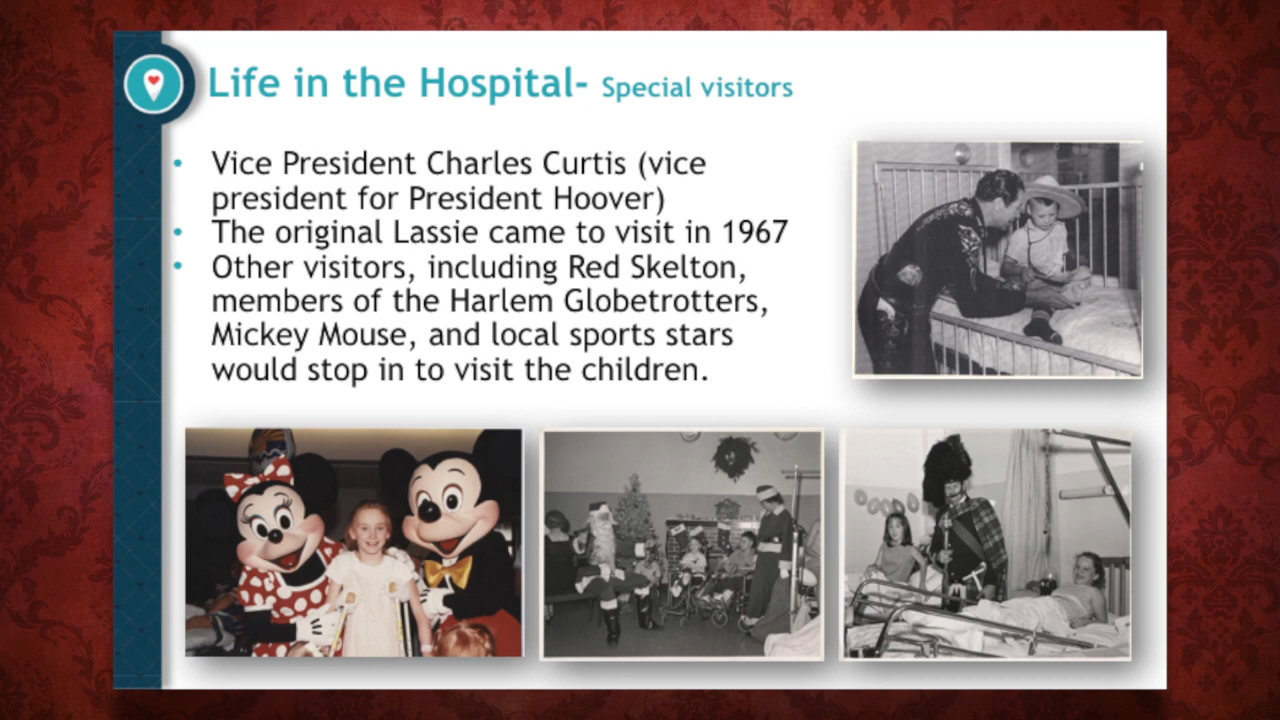 Life in the Hospital- Special visitors
• Vice President Charles Curtis (vice
president for President Hoover)
• The original Lassie came to visit in 1967
• Other visitors, including Red Skelton,
members of the Harlem Globetrotters,
Mickey Mouse, and local sports stars
would stop in to visit the children.